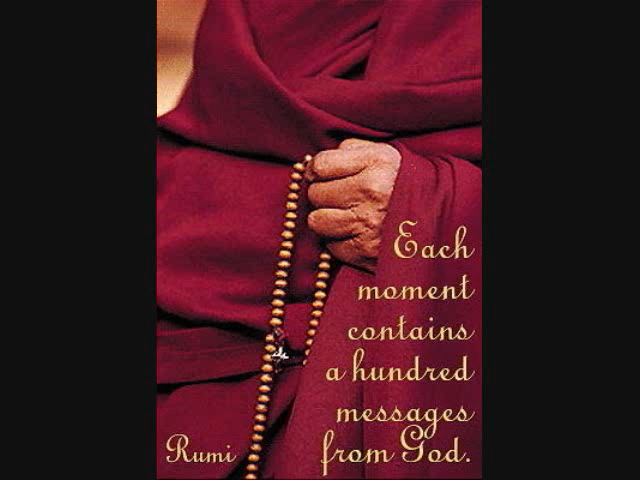 Each
moment
contains
a hundred
messages
from God.
Rumi